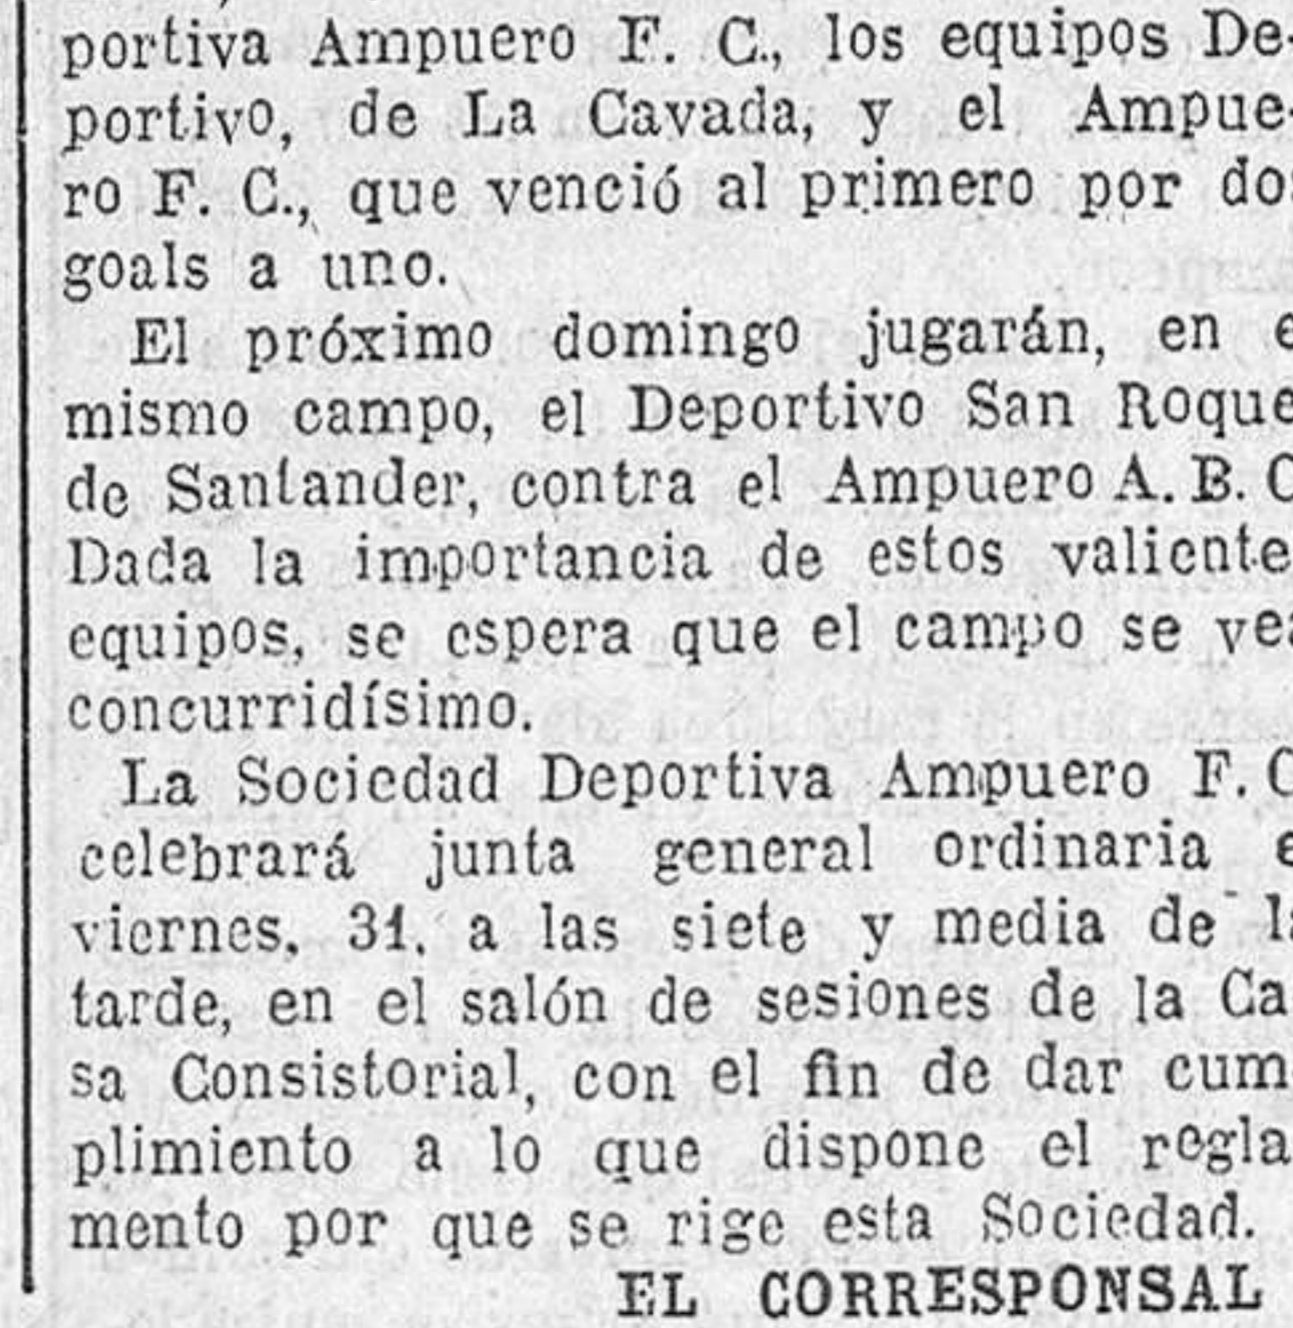 portiva Ampuero F. C., los equipos De-
portivo, de La Cavada, y el Ampue-
ro F. C., que venció al primero por dos
goals a uno.
El próximo domingo jugarán, en e
mismo campo, el Deportivo San Roque
de Santander, contra el Ampuero A. B. C
Dada la importancia de estos valiente
equipos, se espera que el campo se vea
concurridísimo.
La Sociedad Deportiva Ampuero F. C
celebrará junta general ordinaria e
viernes, 31, a las siete y media de la
tarde, en el salón de sesiones de la Ca
sa Consistorial, con el fin de dar cum
plimiento a lo que dispone el regla
mento por que se rige esta Sociedad.
EL CORRESPONSAL